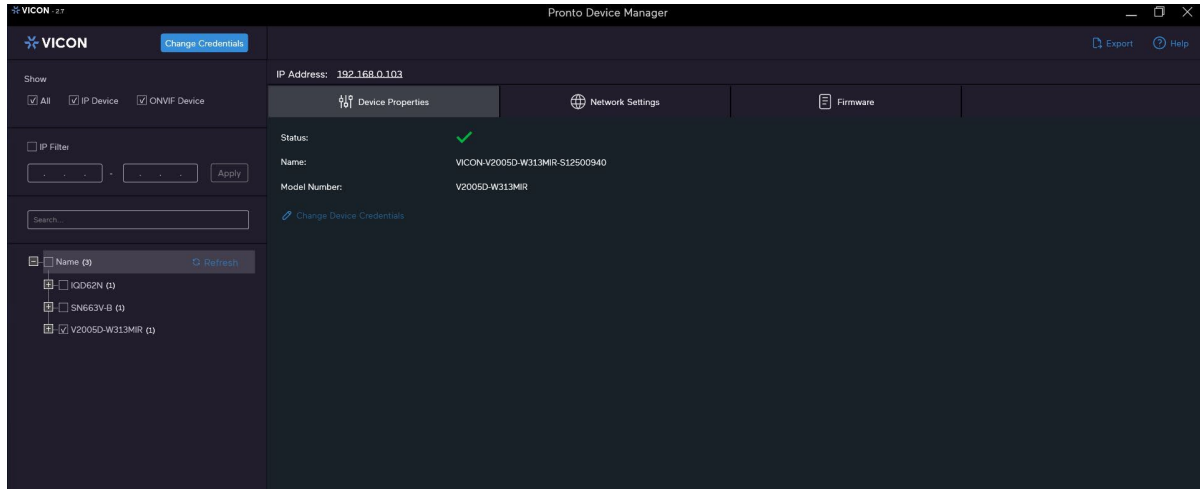 VICON - 2.7
Pronto Device Manager
VICON
Change Credentials
Export
Help
Show
All
IP Device
ONVIF Device
IP Address: 192.168.0.103
Device Properties
Network Settings
Firmware
IP Filter
. . . - . . .
Apply
Search...
Status:
Name: VICON-V2005D-W313MIR-S12500940
Model Number: V2005D-W313MIR
Change Device Credentials
Name (3)
Refresh
IQD62N (1)
SN663V-B (1)
V2005D-W313MIR (1)